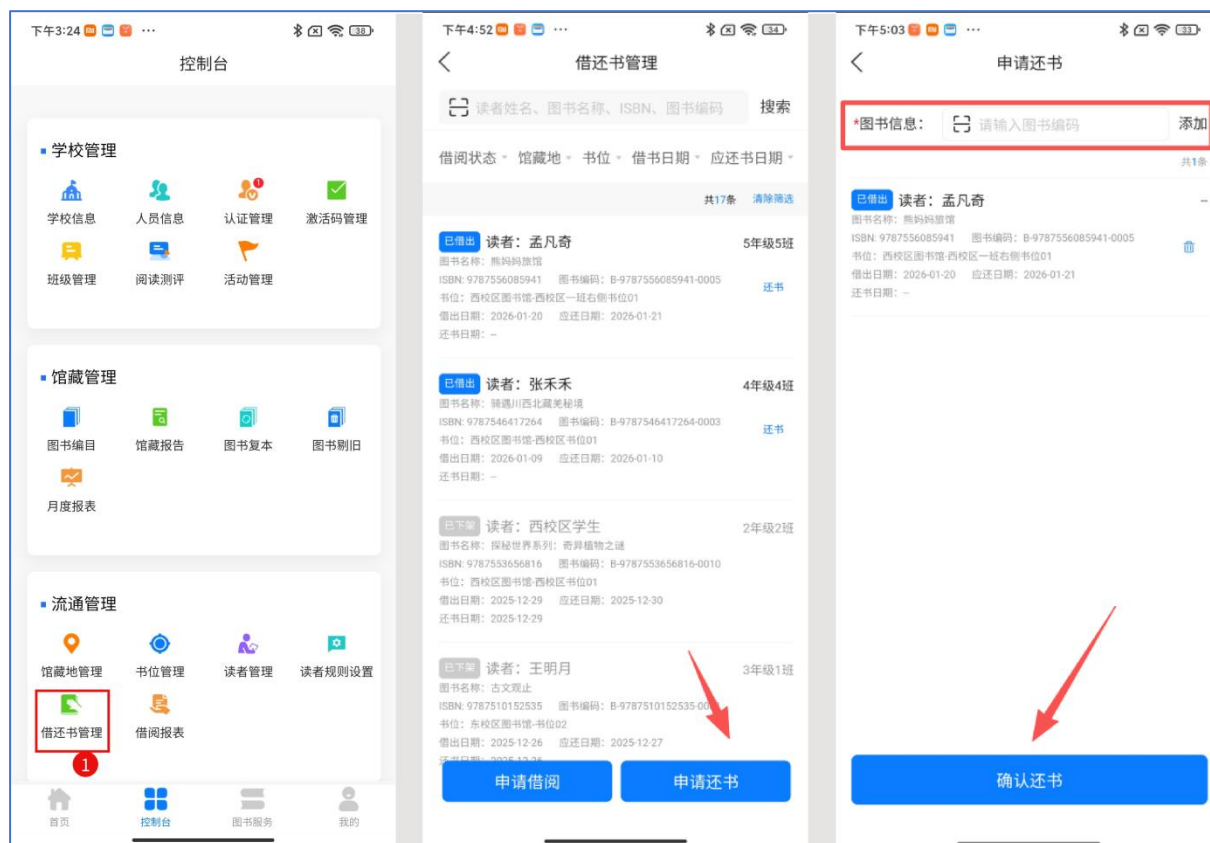 下午3:24 ··· 38
控制台
学校管理
学校信息 人员信息 认证管理 激活码管理
1
班级管理 阅读测评 活动管理
馆藏管理
图书编目 馆藏报告 图书复本 图书剔旧
月度报表
流通管理
馆藏地管理 书位管理 读者管理 读者规则设置
借还书管理 借阅报表
1
首页 控制台 图书服务 我的
下午4:52 ··· 34
借还书管理
读者姓名、图书名称、ISBN、图书编码 搜索
借阅状态 馆藏地 书位 借书日期 应还书日期
共17条 清除筛选
已借出 读者：孟凡奇 5年级5班
图书名称：熊妈妈旅馆
ISBN: 9787556085941 图书编码：B-9787556085941-0005
还书
书位：西校区图书馆-西校区一班右侧书位01
借出日期：2026-01-20 应还日期：2026-01-21
还书日期：--
已借出 读者：张禾禾 4年级4班
图书名称：骑遇川西北藏羌秘境
ISBN: 9787546417264 图书编码：B-9787546417264-0003
还书
书位：西校区图书馆-西校区书位01
借出日期：2026-01-09 应还日期：2026-01-10
还书日期：--
已下架 读者：西校区学生 2年级2班
图书名称：探秘世界系列：奇异植物之谜
ISBN: 9787553656816 图书编码：B-9787553656816-0010
书位：西校区图书馆-西校区书位01
借出日期：2025-12-29 应还日期：2025-12-30
还书日期：2025-12-29
已下架 读者：王明月 3年级1班
图书名称：古文观止
ISBN: 9787510152535 图书编码：B-9787510152535-00
书位：东校区图书馆-书位02
借出日期：2025-12-26 应还日期：2025-12-27
申请借阅 申请还书
下午5:03 ··· 33
申请还书
*图书信息： 请输入图书编码 添加
共1条
已借出 读者：孟凡奇 --
图书名称：熊妈妈旅馆
ISBN: 9787556085941 图书编码：B-9787556085941-0005
书位：西校区图书馆-西校区一班右侧书位01
借出日期：2026-01-20 应还日期：2026-01-21
还书日期：--
确认还书